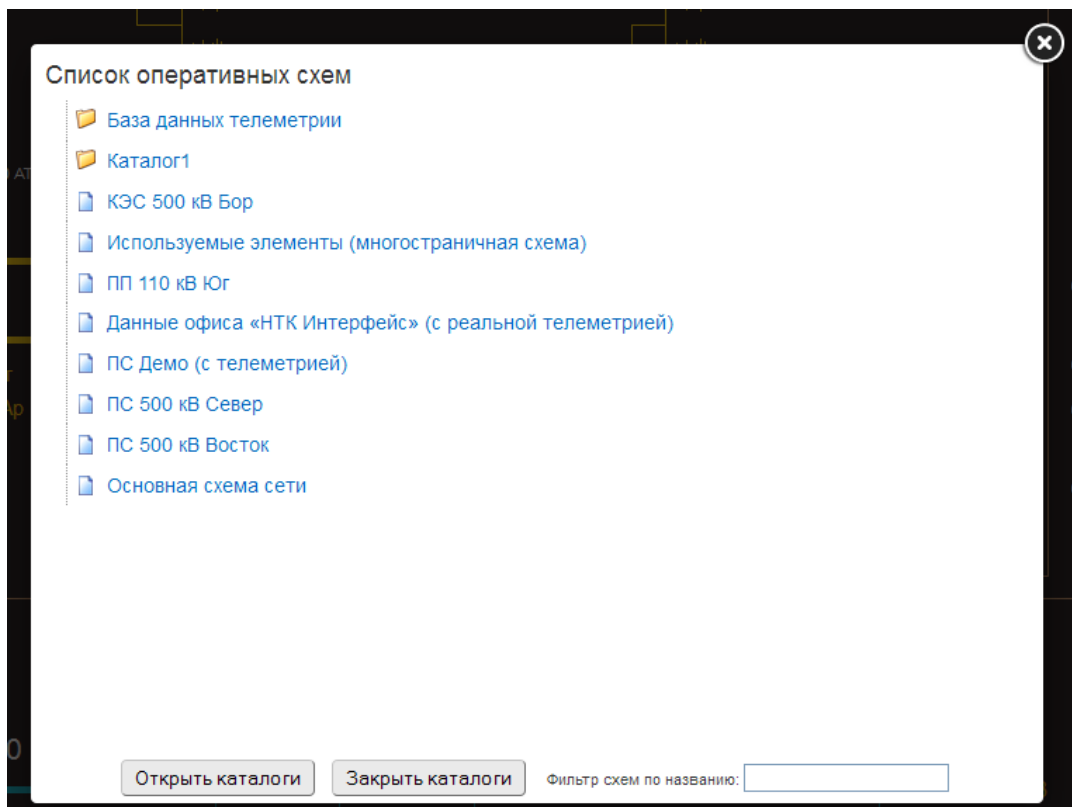 Список оперативных схем
База данных телеметрии
Каталог1
КЭС 500 кВ Бор
Используемые элементы (многостраничная схема)
ПП 110 кВ Юг
Данные офиса «НТК Интерфейс» (с реальной телеметрией)
ПС Демо (с телеметрией)
ПС 500 кВ Север
ПС 500 кВ Восток
Основная схема сети
Открыть каталоги Закрыть каталоги Фильтр схем по названию: